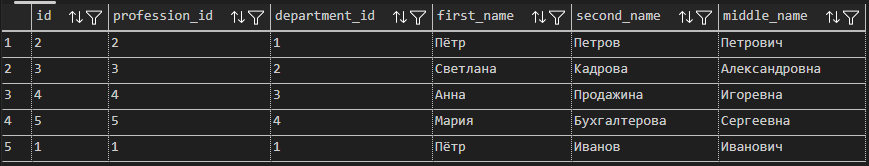 id profession_id department_id first_name second_name middle_name
1 2 2 1 Пётр Петров Петрович
2 3 3 2 Светлана Кадрова Александровна
3 4 4 3 Анна Продажина Игоревна
4 5 5 4 Мария Бухгалтерова Сергеевна
5 1 1 1 Пётр Иванов Иванович